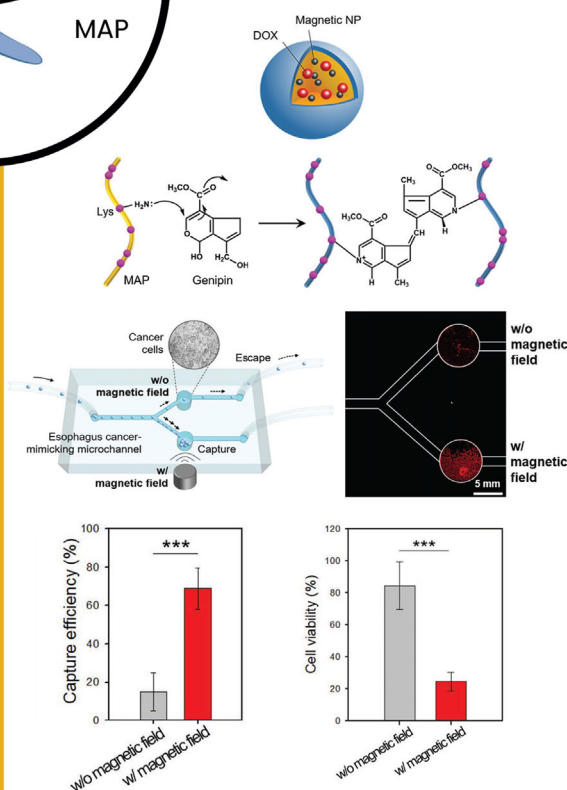 MAP
Magnetic NP
DOX
H₃CO
O
C
Lys
H₂N:
O
HO
H₂C
OH
MAP
Genipin
H₃CO
O
C
N⁺
H
CH₃
CH
CH₃
O
C
OCH₃
N
H
Cancer
cells
Escape
w/o
magnetic field
Esophagus cancer-
mimicking microchannel
Capture
w/
magnetic field
w/o
magnetic
field
w/
magnetic
field
5 mm
Capture efficiency (%)
100
80
60
40
20
0
***
w/o magnetic field
w/ magnetic field
Cell viability (%)
120
100
80
60
40
20
0
***
w/o magnetic field
w/ magnetic field